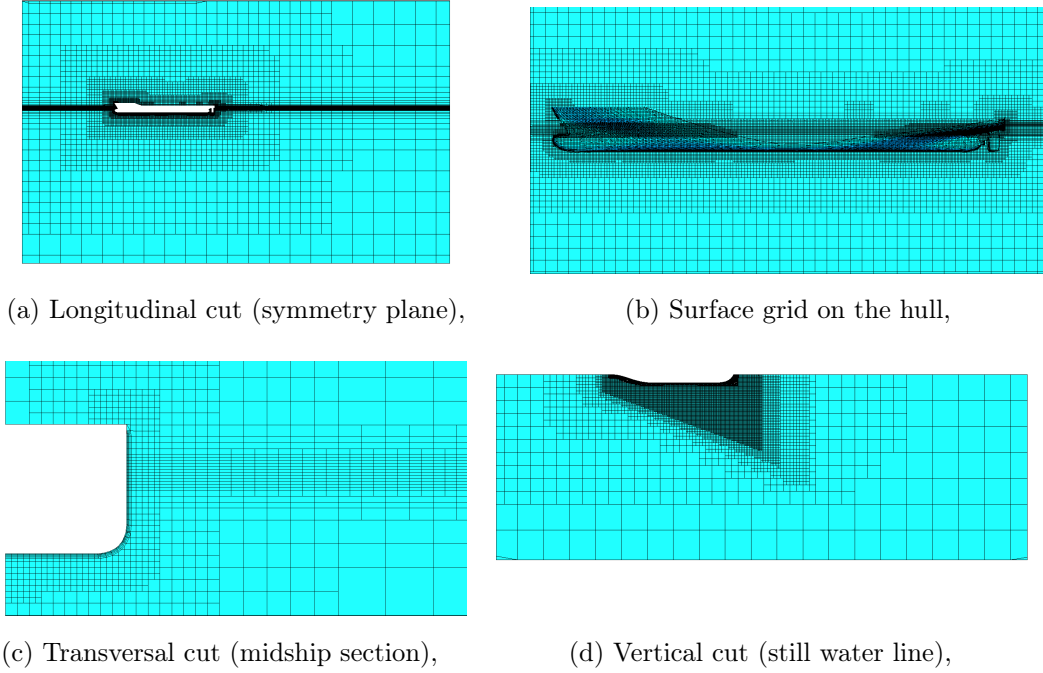 (a) Longitudinal cut (symmetry plane),
(b) Surface grid on the hull,
(c) Transversal cut (midship section),
(d) Vertical cut (still water line),